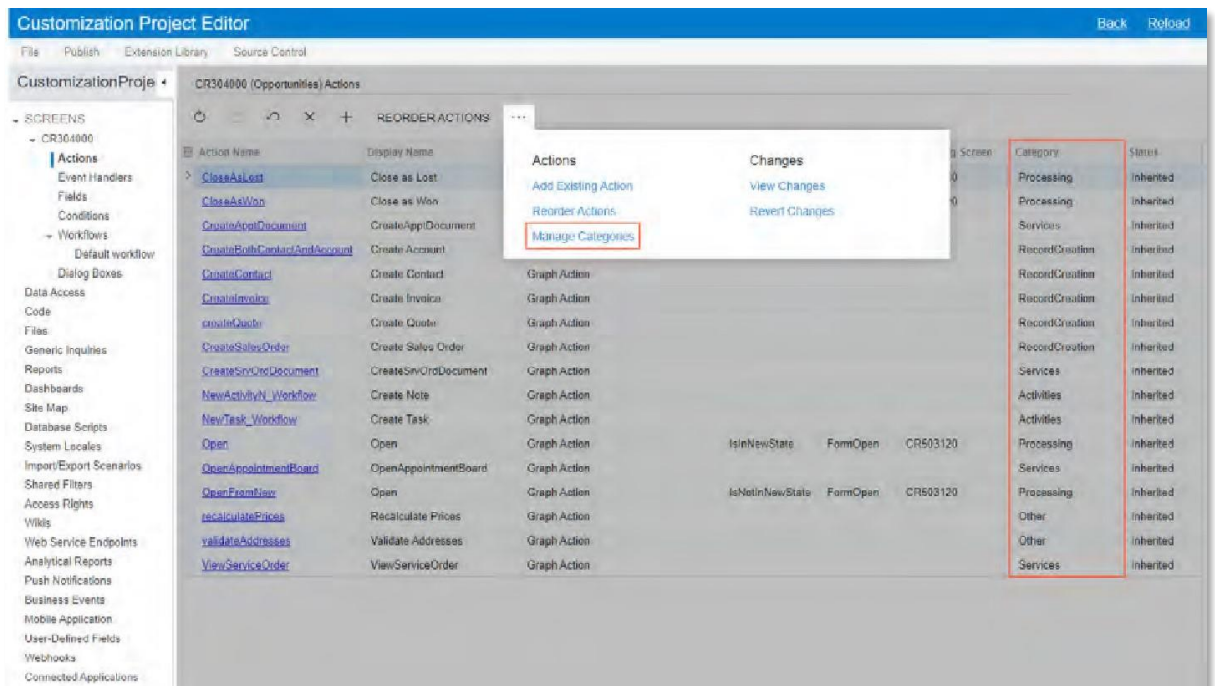 Customization Project Editor Back Reload
File Publish Extension Library Source Control
CustomizationProje
CR304000 (Opportunities) Actions
SCREENS
CR304000
Actions
Event Handlers
Fields
Conditions
Workflows
Default workflow
Dialog Boxes
Data Access
Code
Files
Generic Inquiries
Reports
Dashboards
Site Map
Database Scripts
System Locales
Import/Export Scenarios
Shared Filters
Access Rights
Wikis
Web Service Endpoints
Analytical Reports
Push Notifications
Business Events
Mobile Application
User-Defined Fields
Webhooks
Connected Applications
REORDER ACTIONS ...
Actions Changes
Add Existing Action View Changes
Reorder Actions Revert Changes
Manage Categories
Action Name Display Name Screen Category Status
CloseAsLost Close as Lost Processing Inherited
CloseAsWon Close as Won Processing Inherited
CreateApptDocument CreateApptDocument Services Inherited
CreateBothContactAndAccount Create Account RecordCreation Inherited
CreateContact Create Contact Graph Action RecordCreation Inherited
CreateInvoice Create Invoice Graph Action RecordCreation Inherited
createQuote Create Quote Graph Action RecordCreation Inherited
CreateSalesOrder Create Sales Order Graph Action RecordCreation Inherited
CreateSrvOrdDocument CreateSrvOrdDocument Graph Action Services Inherited
NewActivityN_Workflow Create Note Graph Action Activities Inherited
NewTask_Workflow Create Task Graph Action Activities Inherited
Open Open Graph Action IsInNewState FormOpen CR503120 Processing Inherited
OpenAppointmentBoard OpenAppointmentBoard Graph Action Services Inherited
OpenFromNew Open Graph Action IsNotInNewState FormOpen CR503120 Processing Inherited
recalculatePrices Recalculate Prices Graph Action Other Inherited
validateAddresses Validate Addresses Graph Action Other Inherited
ViewServiceOrder ViewServiceOrder Graph Action Services Inherited